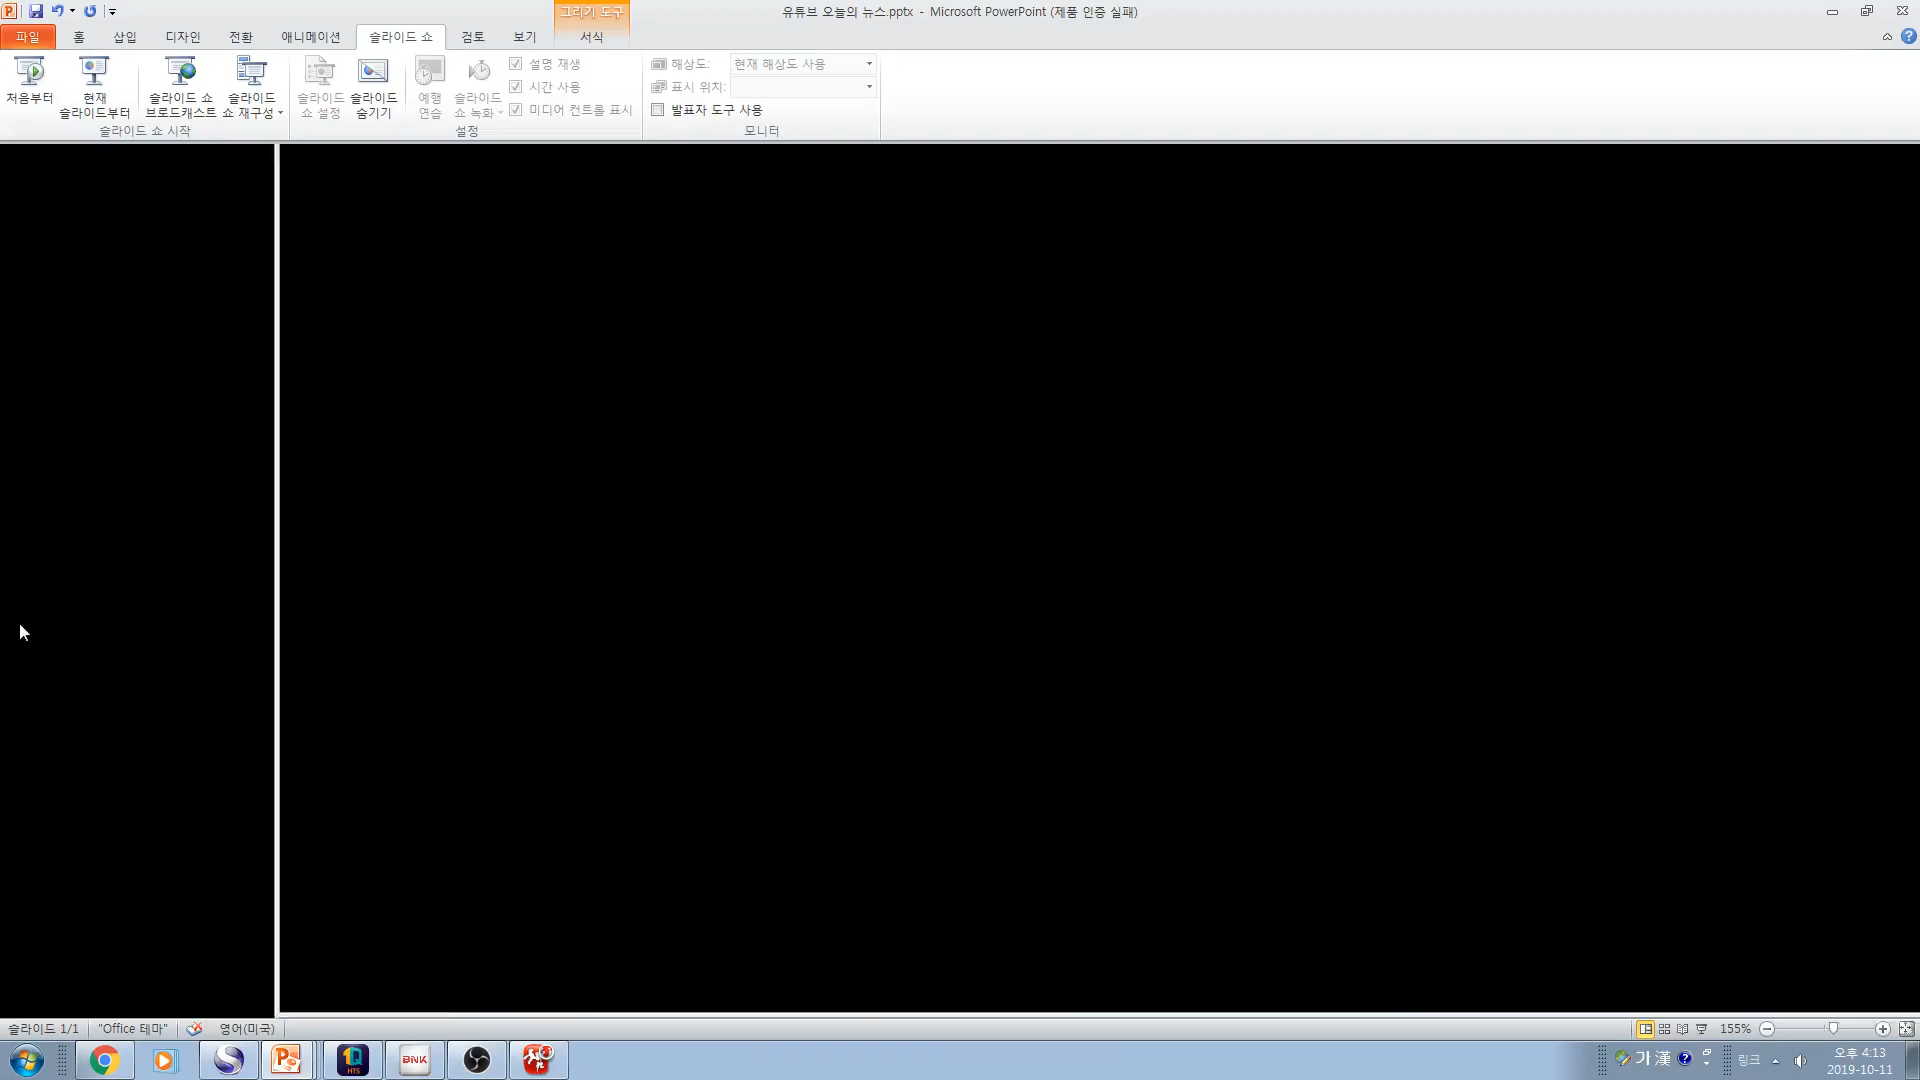 그리기 도구
유튜브 오늘의 뉴스.pptx - Microsoft PowerPoint (제품 인증 실패)
파일 홈 삽입 디자인 전환 애니메이션 슬라이드 쇼 검토 보기 서식
처음부터
현재
슬라이드부터
슬라이드 쇼
브로드캐스트
슬라이드
쇼 재구성
슬라이드 쇼 시작
슬라이드
쇼 설정
슬라이드
숨기기
예행
연습
슬라이드
쇼 녹화
설명 재생
시간 사용
미디어 컨트롤 표시
설정
해상도: 현재 해상도 사용
표시 위치:
발표자 도구 사용
모니터
슬라이드 1/1 "Office 테마" 영어(미국) 155%
1Q
HTS
BNK
가 漢 링크
오후 4:13
2019-10-11